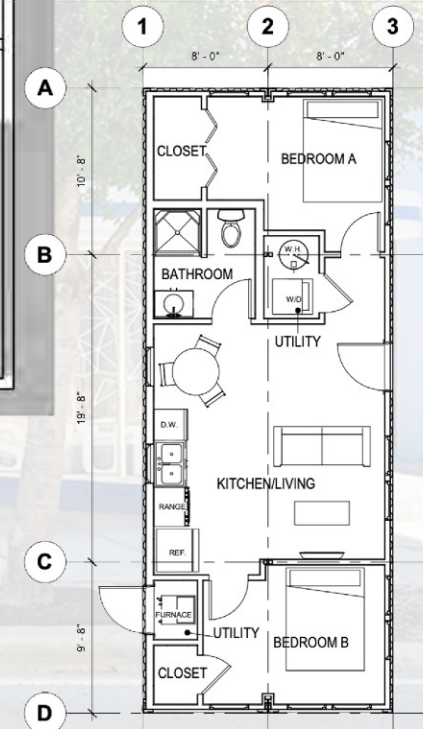 1 2 3
8' - 0" 8' - 0"
A
CLOSET
BEDROOM A
10' - 8"
B
W.H.
BATHROOM
W/D
UTILITY
D.W.
19' - 8"
KITCHEN/LIVING
RANGE
REF.
C
FURNACE
UTILITY
BEDROOM B
9' - 8"
CLOSET
D